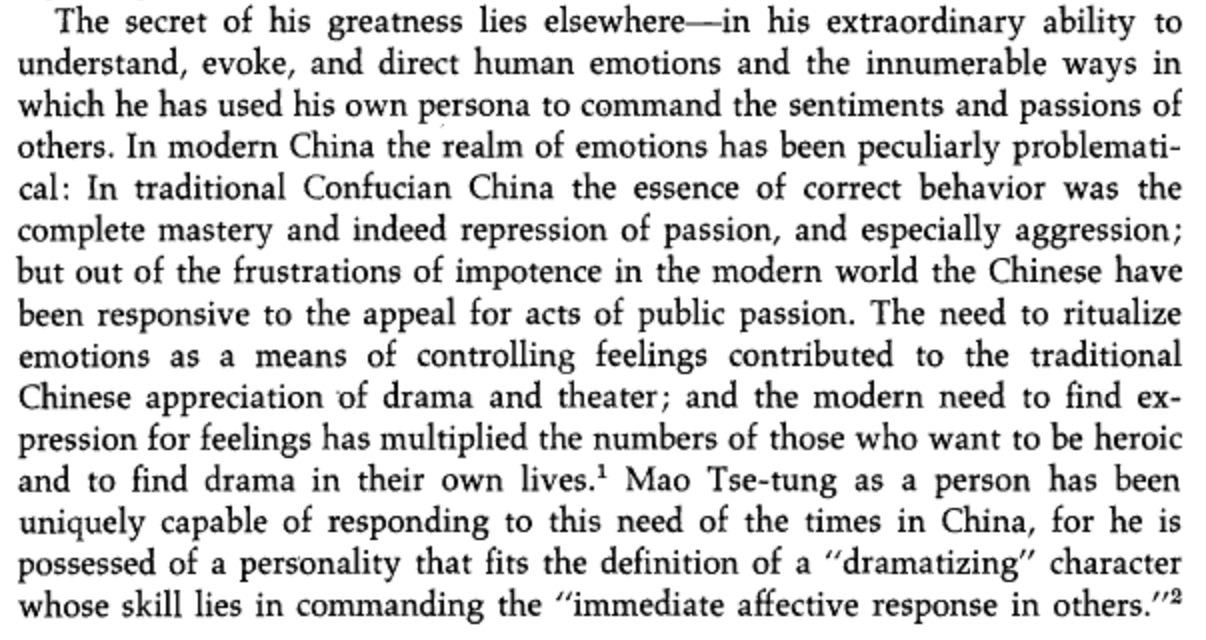 The secret of his greatness lies elsewhere—in his extraordinary ability to
understand, evoke, and direct human emotions and the innumerable ways in
which he has used his own persona to command the sentiments and passions of
others. In modern China the realm of emotions has been peculiarly problemati-
cal: In traditional Confucian China the essence of correct behavior was the
complete mastery and indeed repression of passion, and especially aggression;
but out of the frustrations of impotence in the modern world the Chinese have
been responsive to the appeal for acts of public passion. The need to ritualize
emotions as a means of controlling feelings contributed to the traditional
Chinese appreciation of drama and theater; and the modern need to find ex-
pression for feelings has multiplied the numbers of those who want to be heroic
and to find drama in their own lives.¹ Mao Tse-tung as a person has been
uniquely capable of responding to this need of the times in China, for he is
possessed of a personality that fits the definition of a “dramatizing” character
whose skill lies in commanding the “immediate affective response in others.”²